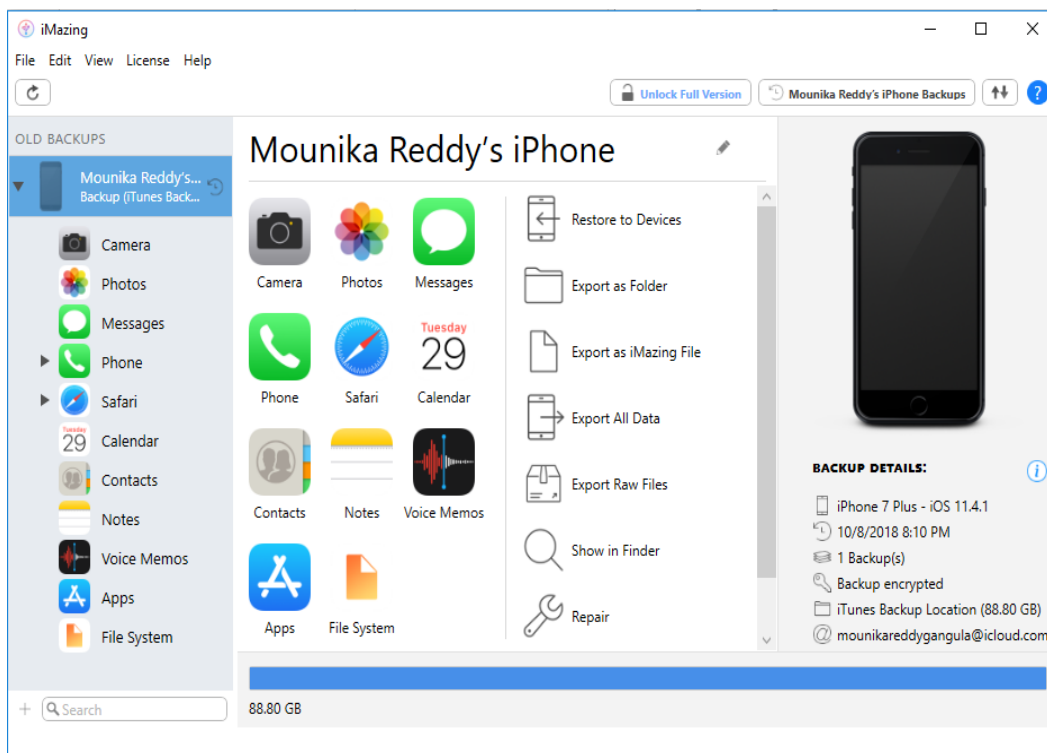 iMazing
File Edit View License Help
Unlock Full Version
Mounika Reddy's iPhone Backups
?
OLD BACKUPS
Mounika Reddy's...
Backup (iTunes Back...
Camera
Photos
Messages
Phone
Safari
Tuesday
29
Calendar
Contacts
Notes
Voice Memos
Apps
File System
+
Search
Mounika Reddy's iPhone
Camera
Photos
Messages
Phone
Safari
Tuesday
29
Calendar
Contacts
Notes
Voice Memos
Apps
File System
Restore to Devices
Export as Folder
Export as iMazing File
Export All Data
Export Raw Files
Show in Finder
Repair
BACKUP DETAILS:
i
iPhone 7 Plus - iOS 11.4.1
10/8/2018 8:10 PM
1 Backup(s)
Backup encrypted
iTunes Backup Location (88.80 GB)
@ mounikareddygangula@icloud.com
88.80 GB